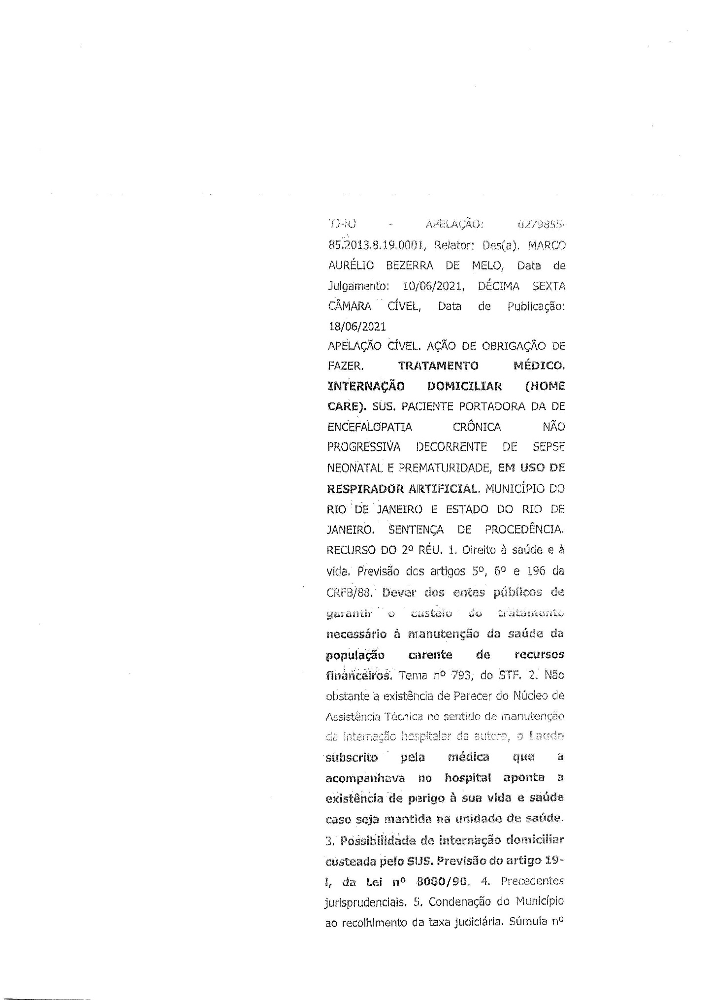 TJ-RJ - APELAÇÃO: 0279855-
85.2013.8.19.0001, Relator: Des(a). MARCO
AURÉLIO BEZERRA DE MELO, Data de
Julgamento: 10/06/2021, DÉCIMA SEXTA
CÂMARA CÍVEL, Data de Publicação:
18/06/2021
APELAÇÃO CÍVEL. AÇÃO DE OBRIGAÇÃO DE
FAZER. TRATAMENTO MÉDICO.
INTERNAÇÃO DOMICILIAR (HOME
CARE). SUS. PACIENTE PORTADORA DA DE
ENCEFALOPATIA CRÔNICA NÃO
PROGRESSIVA DECORRENTE DE SEPSE
NEONATAL E PREMATURIDADE, EM USO DE
RESPIRADOR ARTIFICIAL. MUNICÍPIO DO
RIO DE JANEIRO E ESTADO DO RIO DE
JANEIRO. SENTENÇA DE PROCEDÊNCIA.
RECURSO DO 2º RÉU. 1. Direito à saúde e à
vida. Previsão dos artigos 5º, 6º e 196 da
CRFB/88. Dever dos entes públicos de
garantir o custeio do tratamento
necessário à manutenção da saúde da
população carente de recursos
financeiros. Tema nº 793, do STF. 2. Não
obstante a existência de Parecer do Núcleo de
Assistência Técnica no sentido de manutenção
da internação hospitalar da autora, o Laudo
subscrito pela médica que a
acompanhava no hospital aponta a
existência de perigo à sua vida e saúde
caso seja mantida na unidade de saúde.
3. Possibilidade de internação domiciliar
custeada pelo SUS. Previsão do artigo 19-
I, da Lei nº 8080/90. 4. Precedentes
jurisprudenciais. 5. Condenação do Município
ao recolhimento da taxa judiciária. Súmula nº